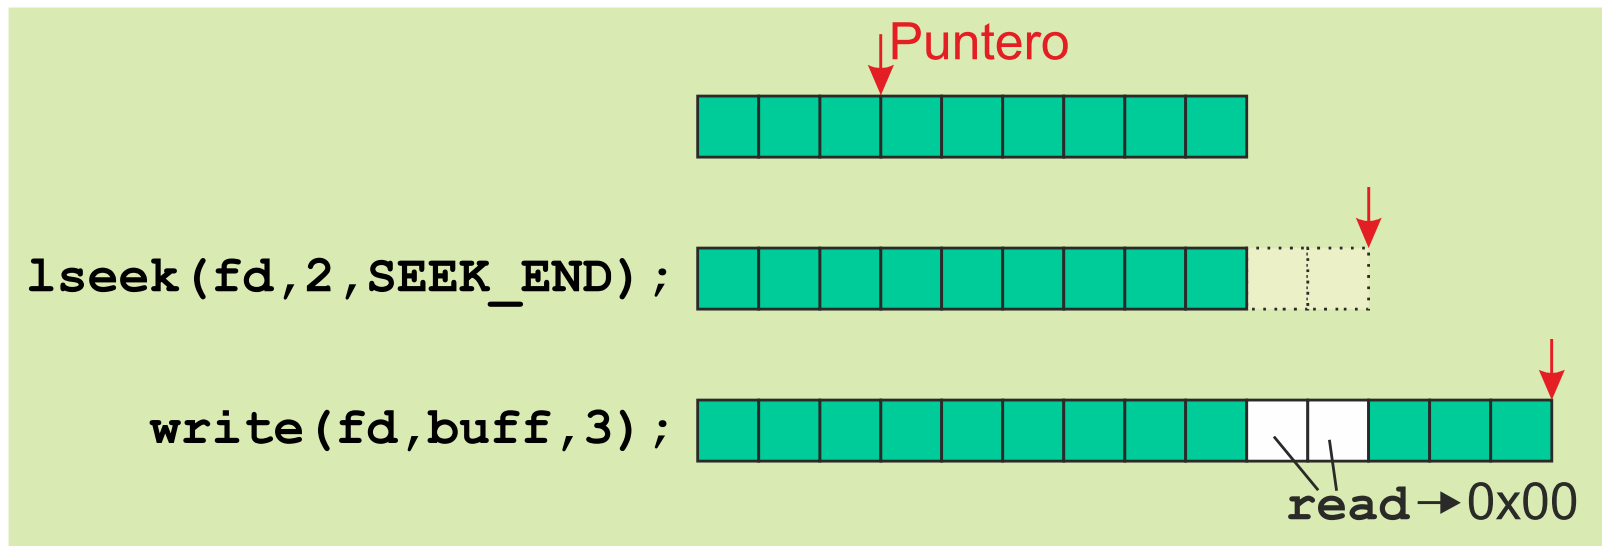 Puntero
lseek(fd,2,SEEK_END);
write(fd,buff,3);
read→0x00